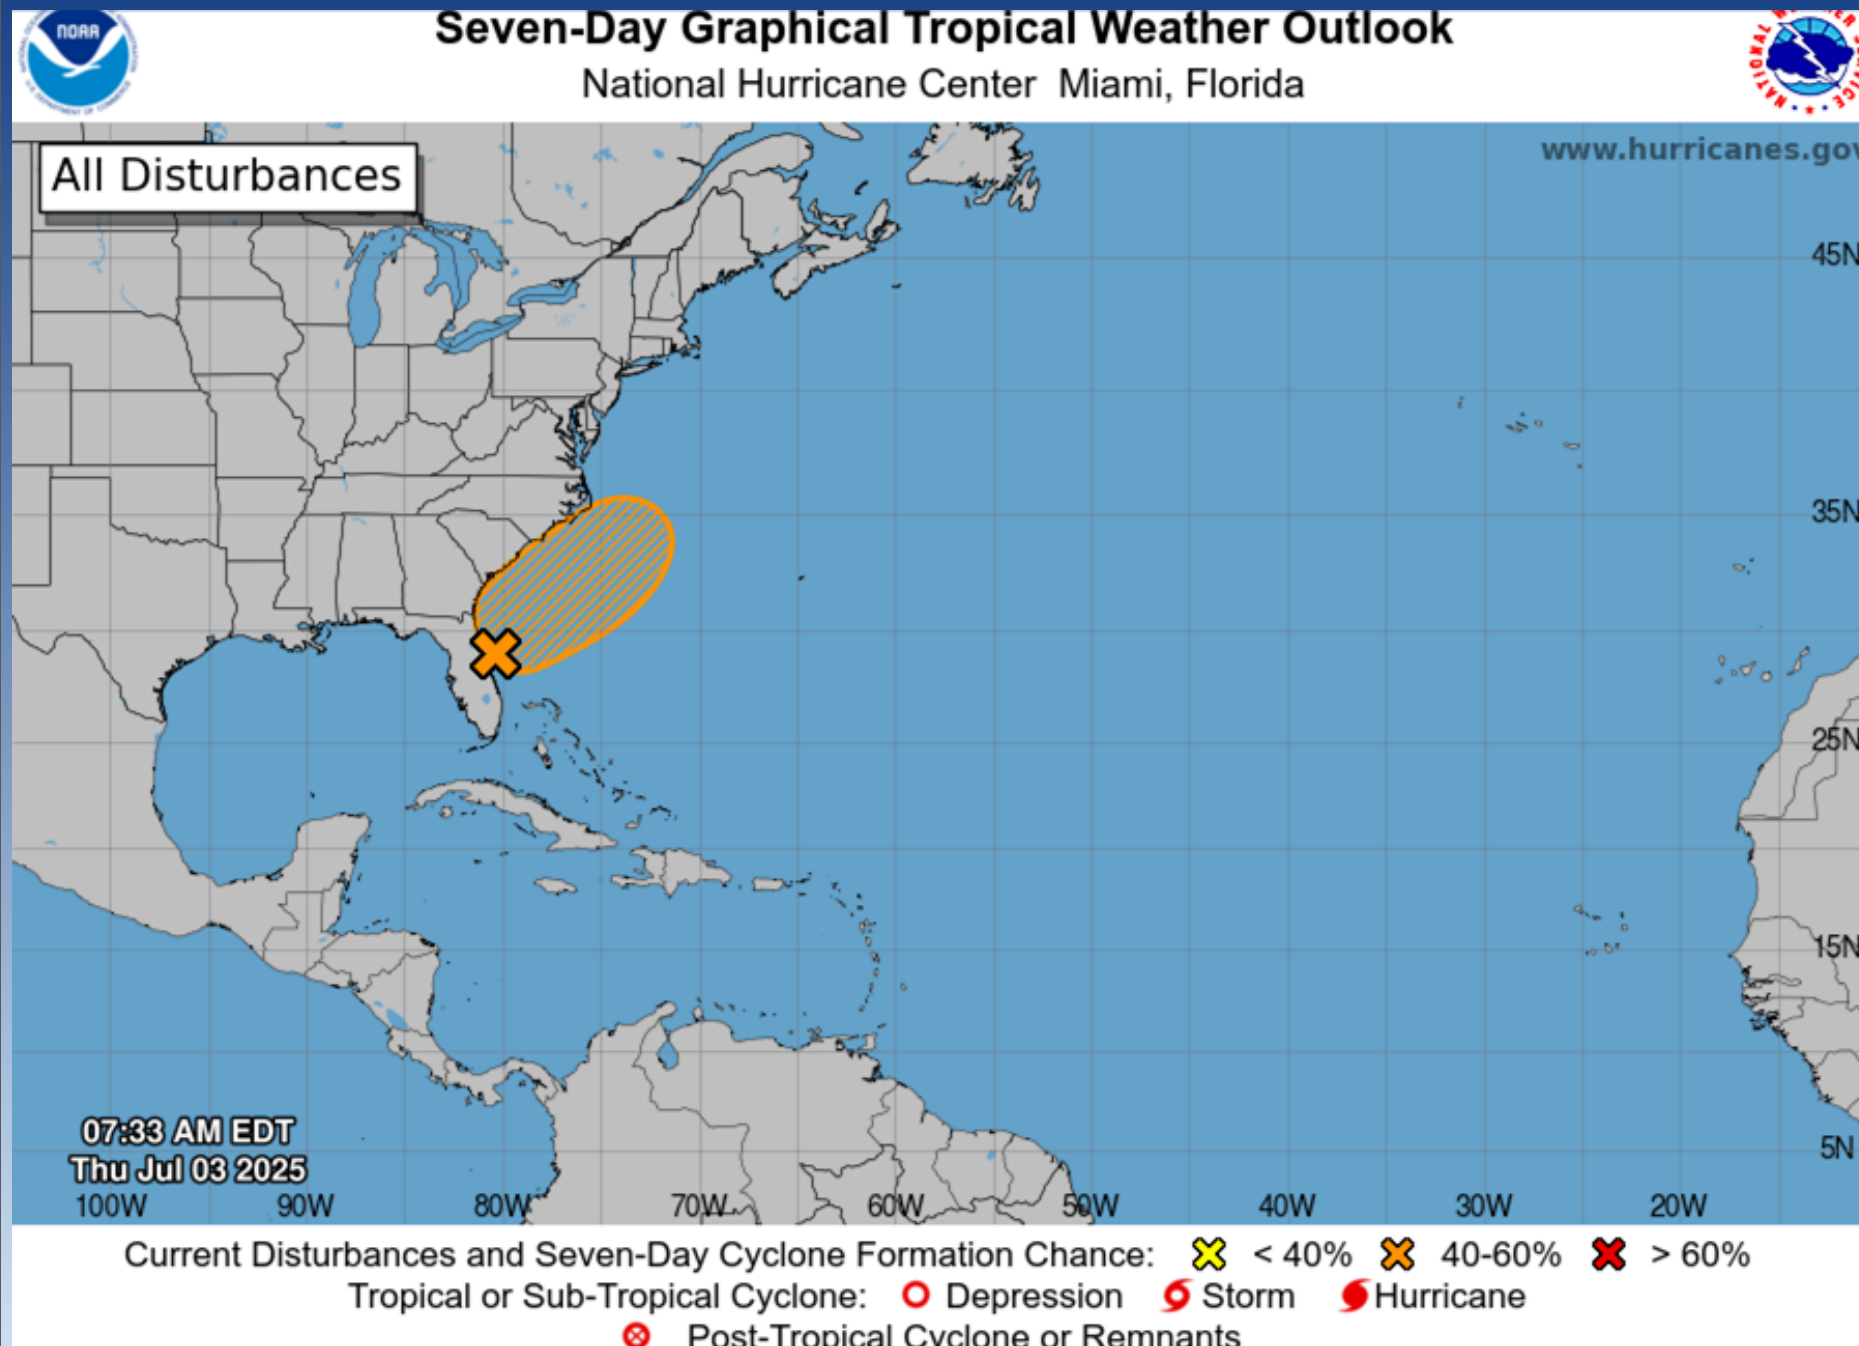 Seven-Day Graphical Tropical Weather Outlook
National Hurricane Center Miami, Florida
NOAA
All Disturbances
www.hurricanes.gov
45N
35N
25N
15N
5N
07:33 AM EDT
Thu Jul 03 2025
100W 90W 80W 70W 60W 50W 40W 30W 20W
Current Disturbances and Seven-Day Cyclone Formation Chance: < 40% 40-60% > 60%
Tropical or Sub-Tropical Cyclone: Depression Storm Hurricane
Post-Tropical Cyclone or Remnants